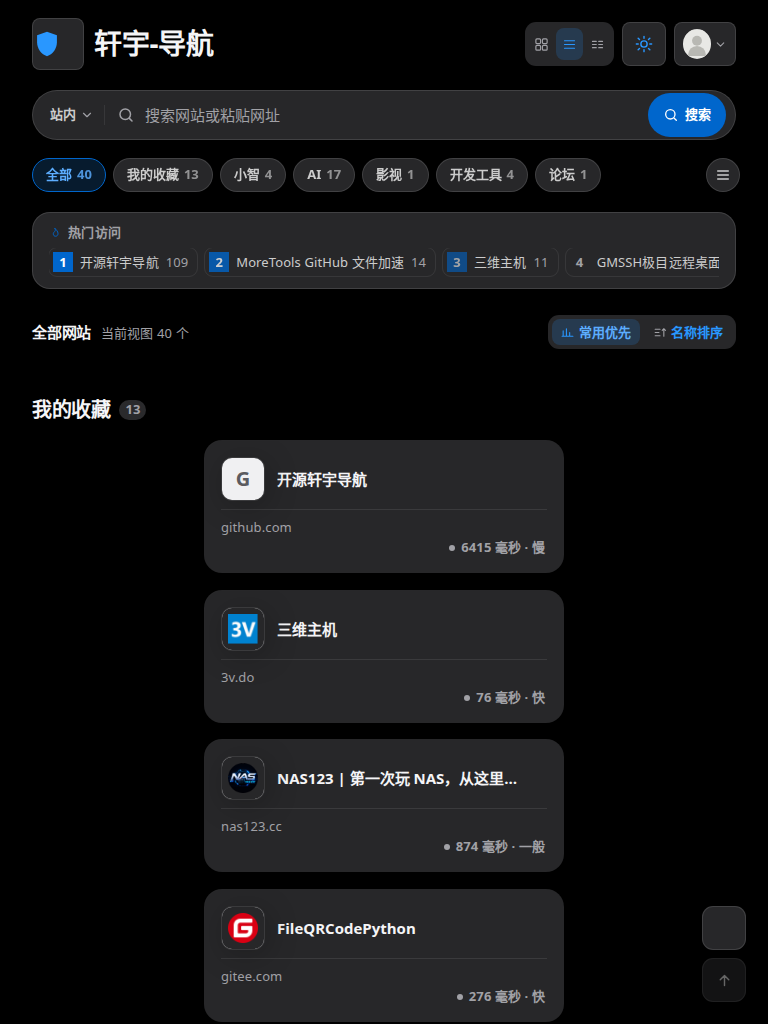 轩宇-导航
站内 搜索网站或粘贴网址 搜索
全部 40 我的收藏 13 小智 4 AI 17 影视 1 开发工具 4 论坛 1
热门访问
1 开源轩宇导航 109 2 MoreTools GitHub 文件加速 14 3 三维主机 11 4 GMSSH极目远程桌面
全部网站 当前视图 40 个 常用优先 名称排序
我的收藏 13
G 开源轩宇导航
github.com
6415 毫秒 · 慢
3V 三维主机
3v.do
76 毫秒 · 快
NAS NAS123 | 第一次玩 NAS，从这里...
nas123.cc
874 毫秒 · 一般
G FileQRCodePython
gitee.com
276 毫秒 · 快